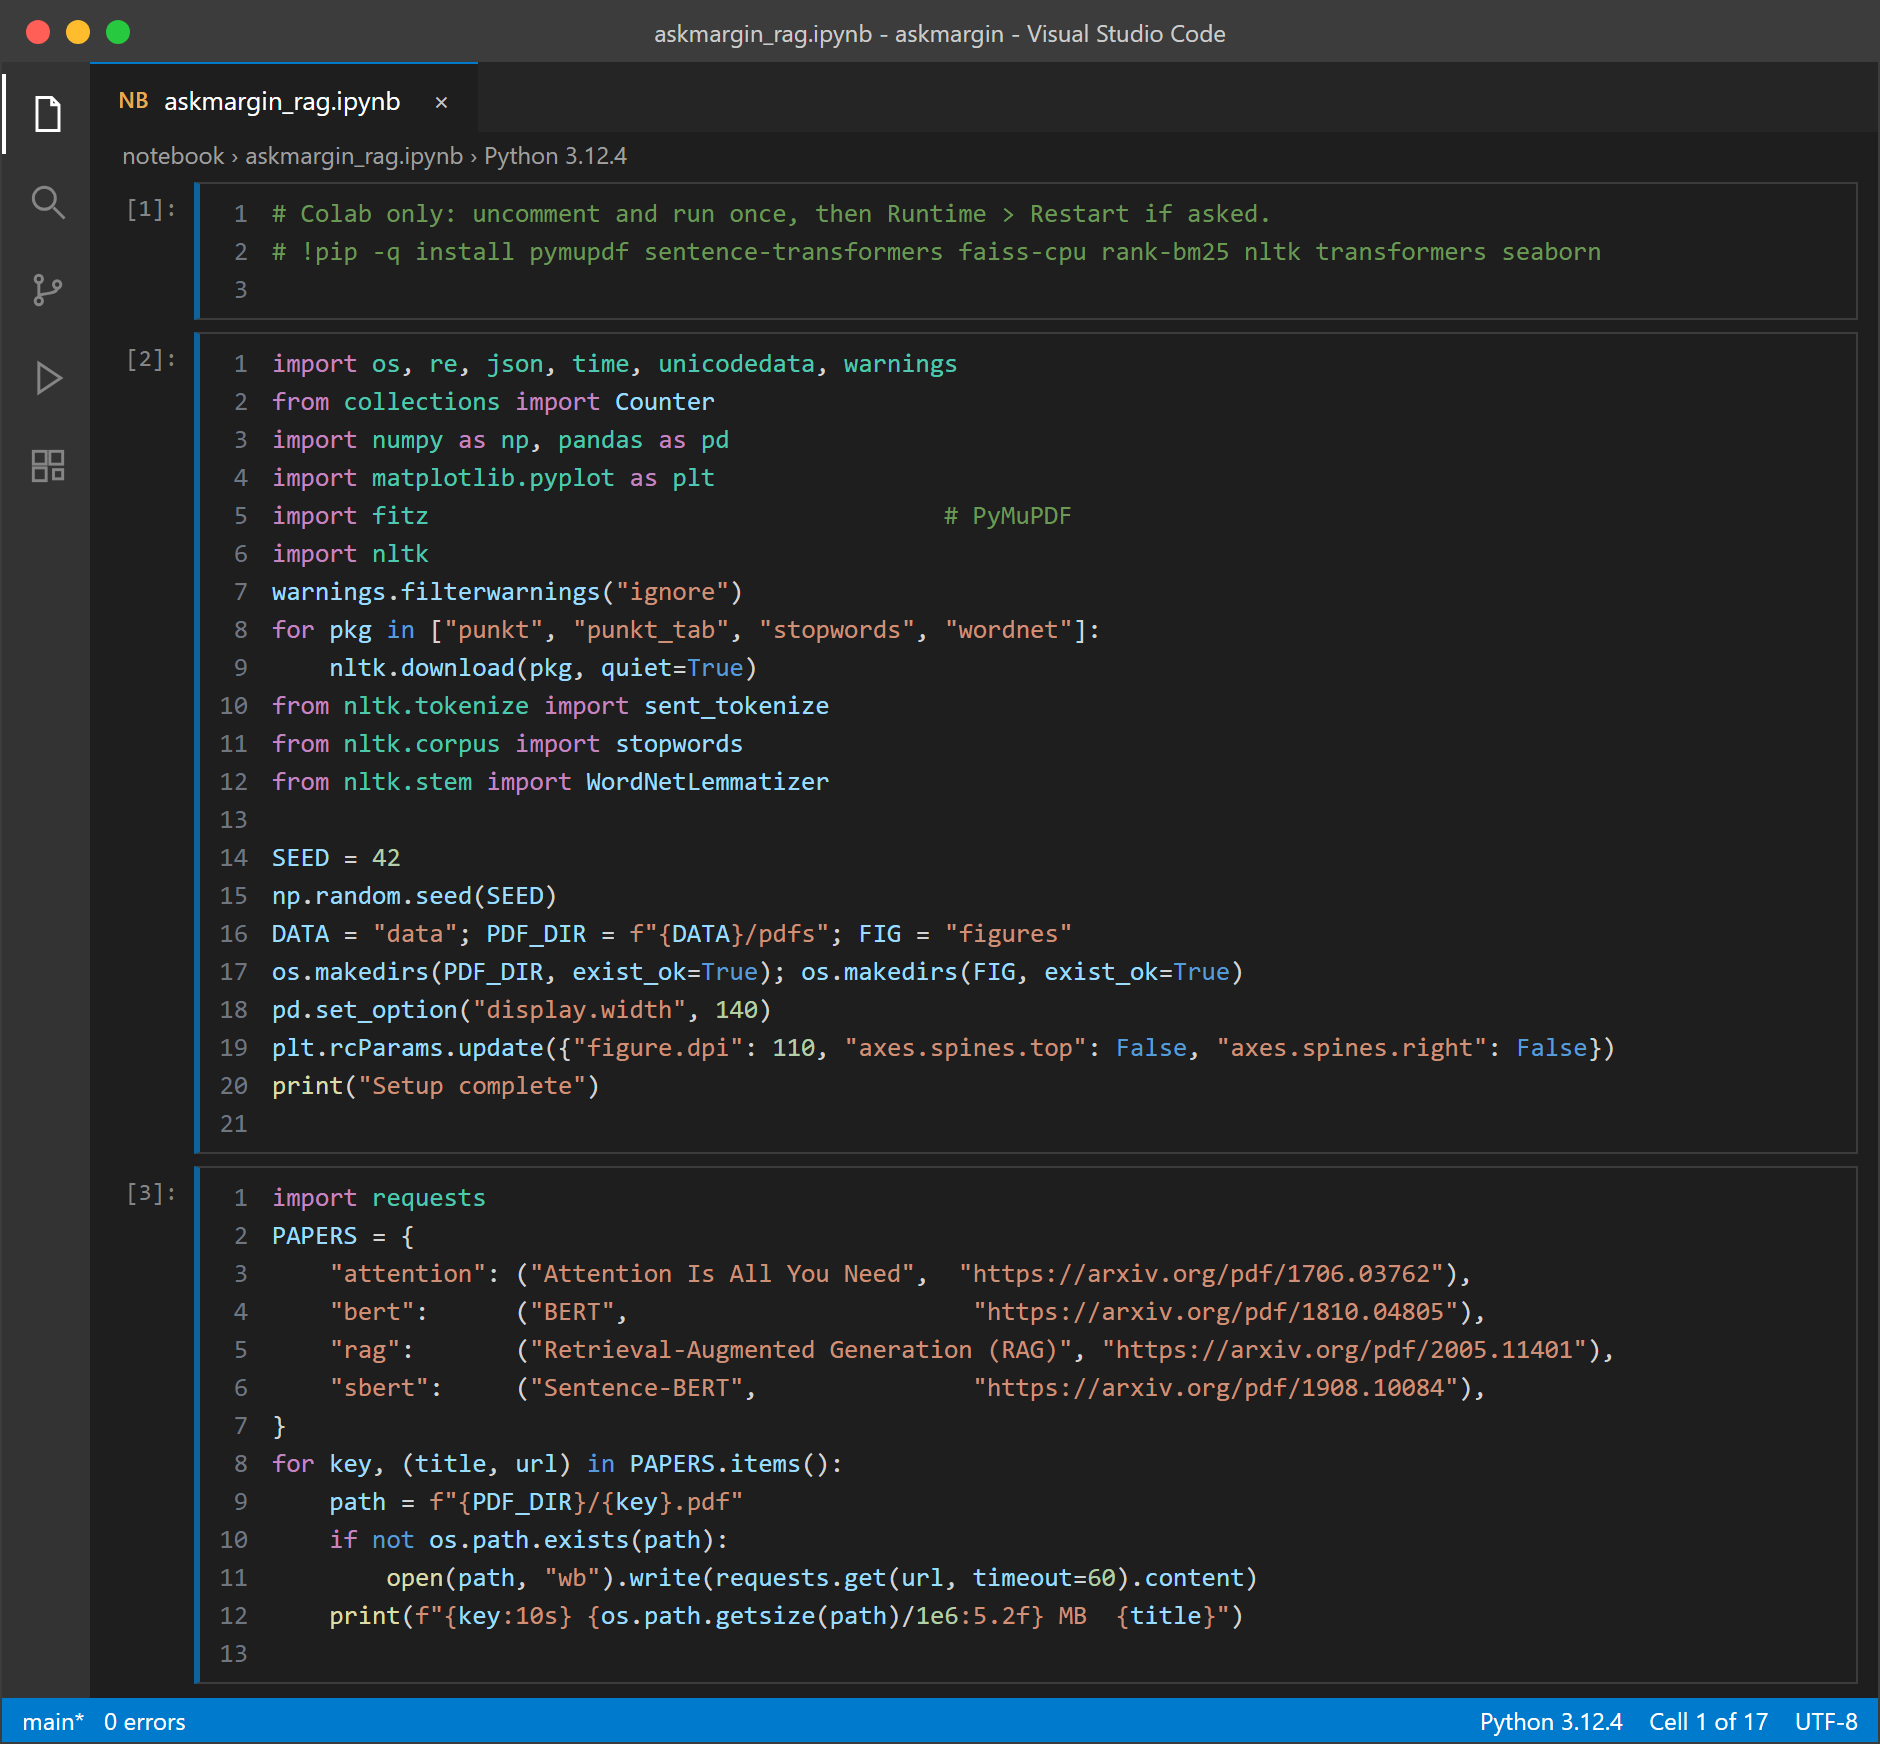 askmargin_rag.ipynb - askmargin - Visual Studio Code
NB askmargin_rag.ipynb ×
notebook › askmargin_rag.ipynb › Python 3.12.4
[1]:
1 # Colab only: uncomment and run once, then Runtime > Restart if asked.
2 # !pip -q install pymupdf sentence-transformers faiss-cpu rank-bm25 nltk transformers seaborn
3
[2]:
1 import os, re, json, time, unicodedata, warnings
2 from collections import Counter
3 import numpy as np, pandas as pd
4 import matplotlib.pyplot as plt
5 import fitz                                    # PyMuPDF
6 import nltk
7 warnings.filterwarnings("ignore")
8 for pkg in ["punkt", "punkt_tab", "stopwords", "wordnet"]:
9     nltk.download(pkg, quiet=True)
10 from nltk.tokenize import sent_tokenize
11 from nltk.corpus import stopwords
12 from nltk.stem import WordNetLemmatizer
13
14 SEED = 42
15 np.random.seed(SEED)
16 DATA = "data"; PDF_DIR = f"{DATA}/pdfs"; FIG = "figures"
17 os.makedirs(PDF_DIR, exist_ok=True); os.makedirs(FIG, exist_ok=True)
18 pd.set_option("display.width", 140)
19 plt.rcParams.update({"figure.dpi": 110, "axes.spines.top": False, "axes.spines.right": False})
20 print("Setup complete")
21
[3]:
1 import requests
2 PAPERS = {
3     "attention": ("Attention Is All You Need",  "https://arxiv.org/pdf/1706.03762"),
4     "bert":      ("BERT",                        "https://arxiv.org/pdf/1810.04805"),
5     "rag":       ("Retrieval-Augmented Generation (RAG)", "https://arxiv.org/pdf/2005.11401"),
6     "sbert":     ("Sentence-BERT",               "https://arxiv.org/pdf/1908.10084"),
7 }
8 for key, (title, url) in PAPERS.items():
9     path = f"{PDF_DIR}/{key}.pdf"
10     if not os.path.exists(path):
11         open(path, "wb").write(requests.get(url, timeout=60).content)
12     print(f"{key:10s} {os.path.getsize(path)/1e6:5.2f} MB  {title}")
13
main* 0 errors Python 3.12.4 Cell 1 of 17 UTF-8